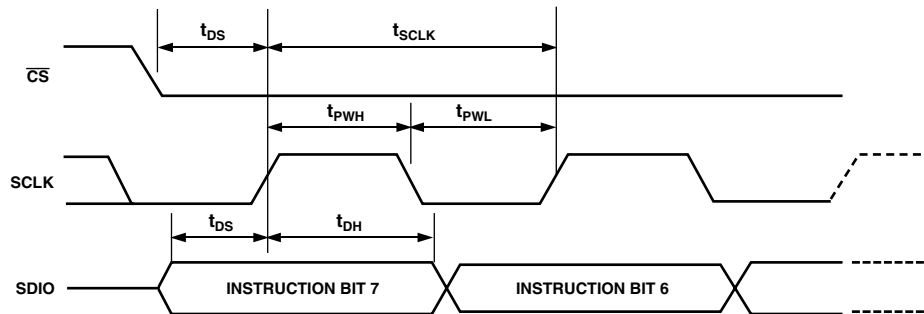 tDS tSCLK
CS
tPWH tPWL
SCLK
tDS tDH
SDIO INSTRUCTION BIT 7 INSTRUCTION BIT 6